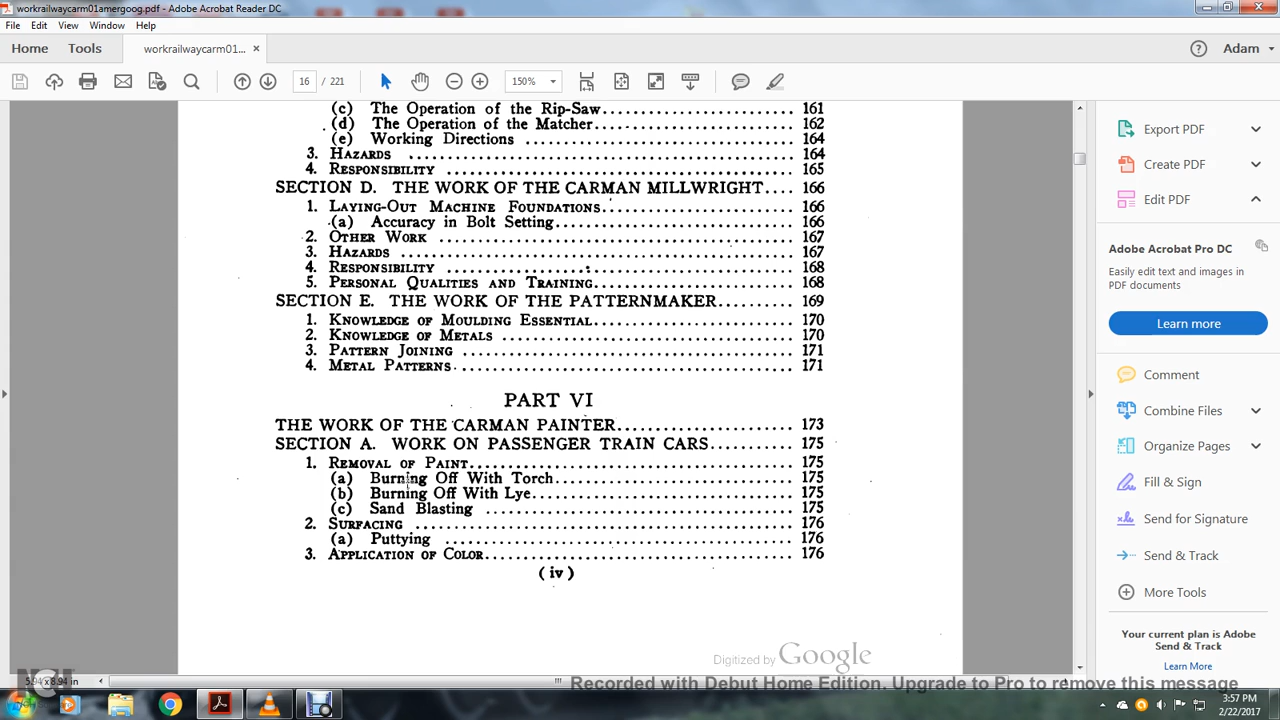 workrailwaycarm01amergoog.pdf - Adobe Acrobat Reader DC
File Edit View Window Help
Home Tools workrailwaycarm01... × Adam
16 / 221 150%
(c) The Operation of the Rip-Saw 161
(d) The Operation of the Matcher 162
(e) Working Directions 164
3. HAZARDS 164
4. RESPONSIBILITY 165
SECTION D. THE WORK OF THE CARMAN MILLWRIGHT 166
1. LAYING-OUT MACHINE FOUNDATIONS 166
(a) Accuracy in Bolt Setting 166
2. OTHER WORK 167
3. HAZARDS 167
4. RESPONSIBILITY 168
5. PERSONAL QUALITIES AND TRAINING 168
SECTION E. THE WORK OF THE PATTERNMAKER 169
1. KNOWLEDGE OF MOULDING ESSENTIAL 170
2. KNOWLEDGE OF METALS 170
3. PATTERN JOINING 171
4. METAL PATTERNS 171
PART VI
THE WORK OF THE CARMAN PAINTER 173
SECTION A. WORK ON PASSENGER TRAIN CARS 175
1. REMOVAL OF PAINT 175
(a) Burning Off With Torch 175
(b) Burning Off With Lye 175
(c) Sand Blasting 175
2. SURFACING 176
(a) Puttying 176
3. APPLICATION OF COLOR 176
(iv)
Digitized by Google
Export PDF
Create PDF
Edit PDF
Adobe Acrobat Pro DC
Easily edit text and images in
PDF documents
Learn more
Comment
Combine Files
Organize Pages
Fill & Sign
Send for Signature
Send & Track
More Tools
Your current plan is Adobe
Send & Track
Learn More
5.94 x 8.94 in
NCH
Recorded with Debut Home Edition. Upgrade to Pro to remove this message
3:57 PM
2/22/2017